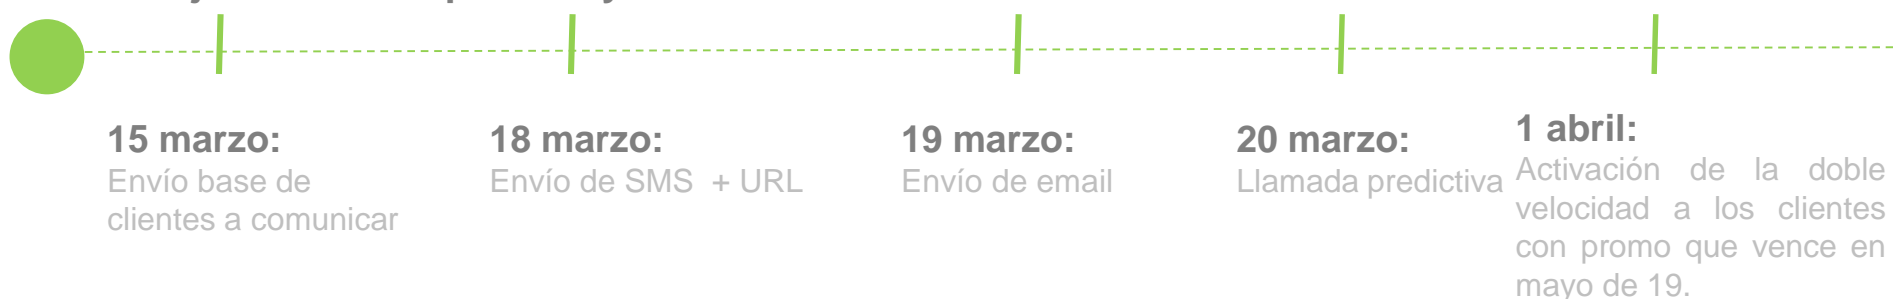 15 marzo:
Envío base de
clientes a comunicar
18 marzo:
Envío de SMS + URL
19 marzo:
Envío de email
20 marzo:
Llamada predictiva
1 abril:
Activación de la doble
velocidad a los clientes
con promo que vence en
mayo de 19.